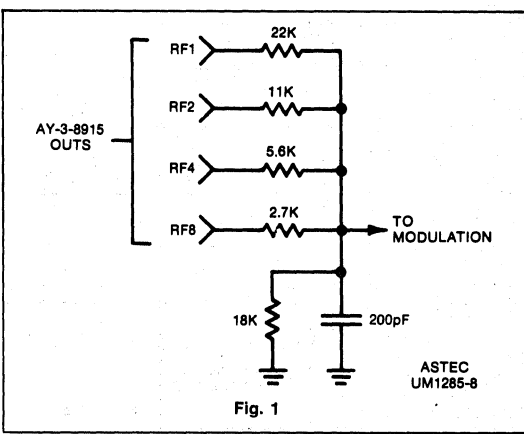 22K
RF1
11K
RF2
AY-3-8915
OUTS
5.6K
RF4
2.7K
RF8
TO
MODULATION
18K
200pF
ASTEC
UM1285-8
Fig. 1